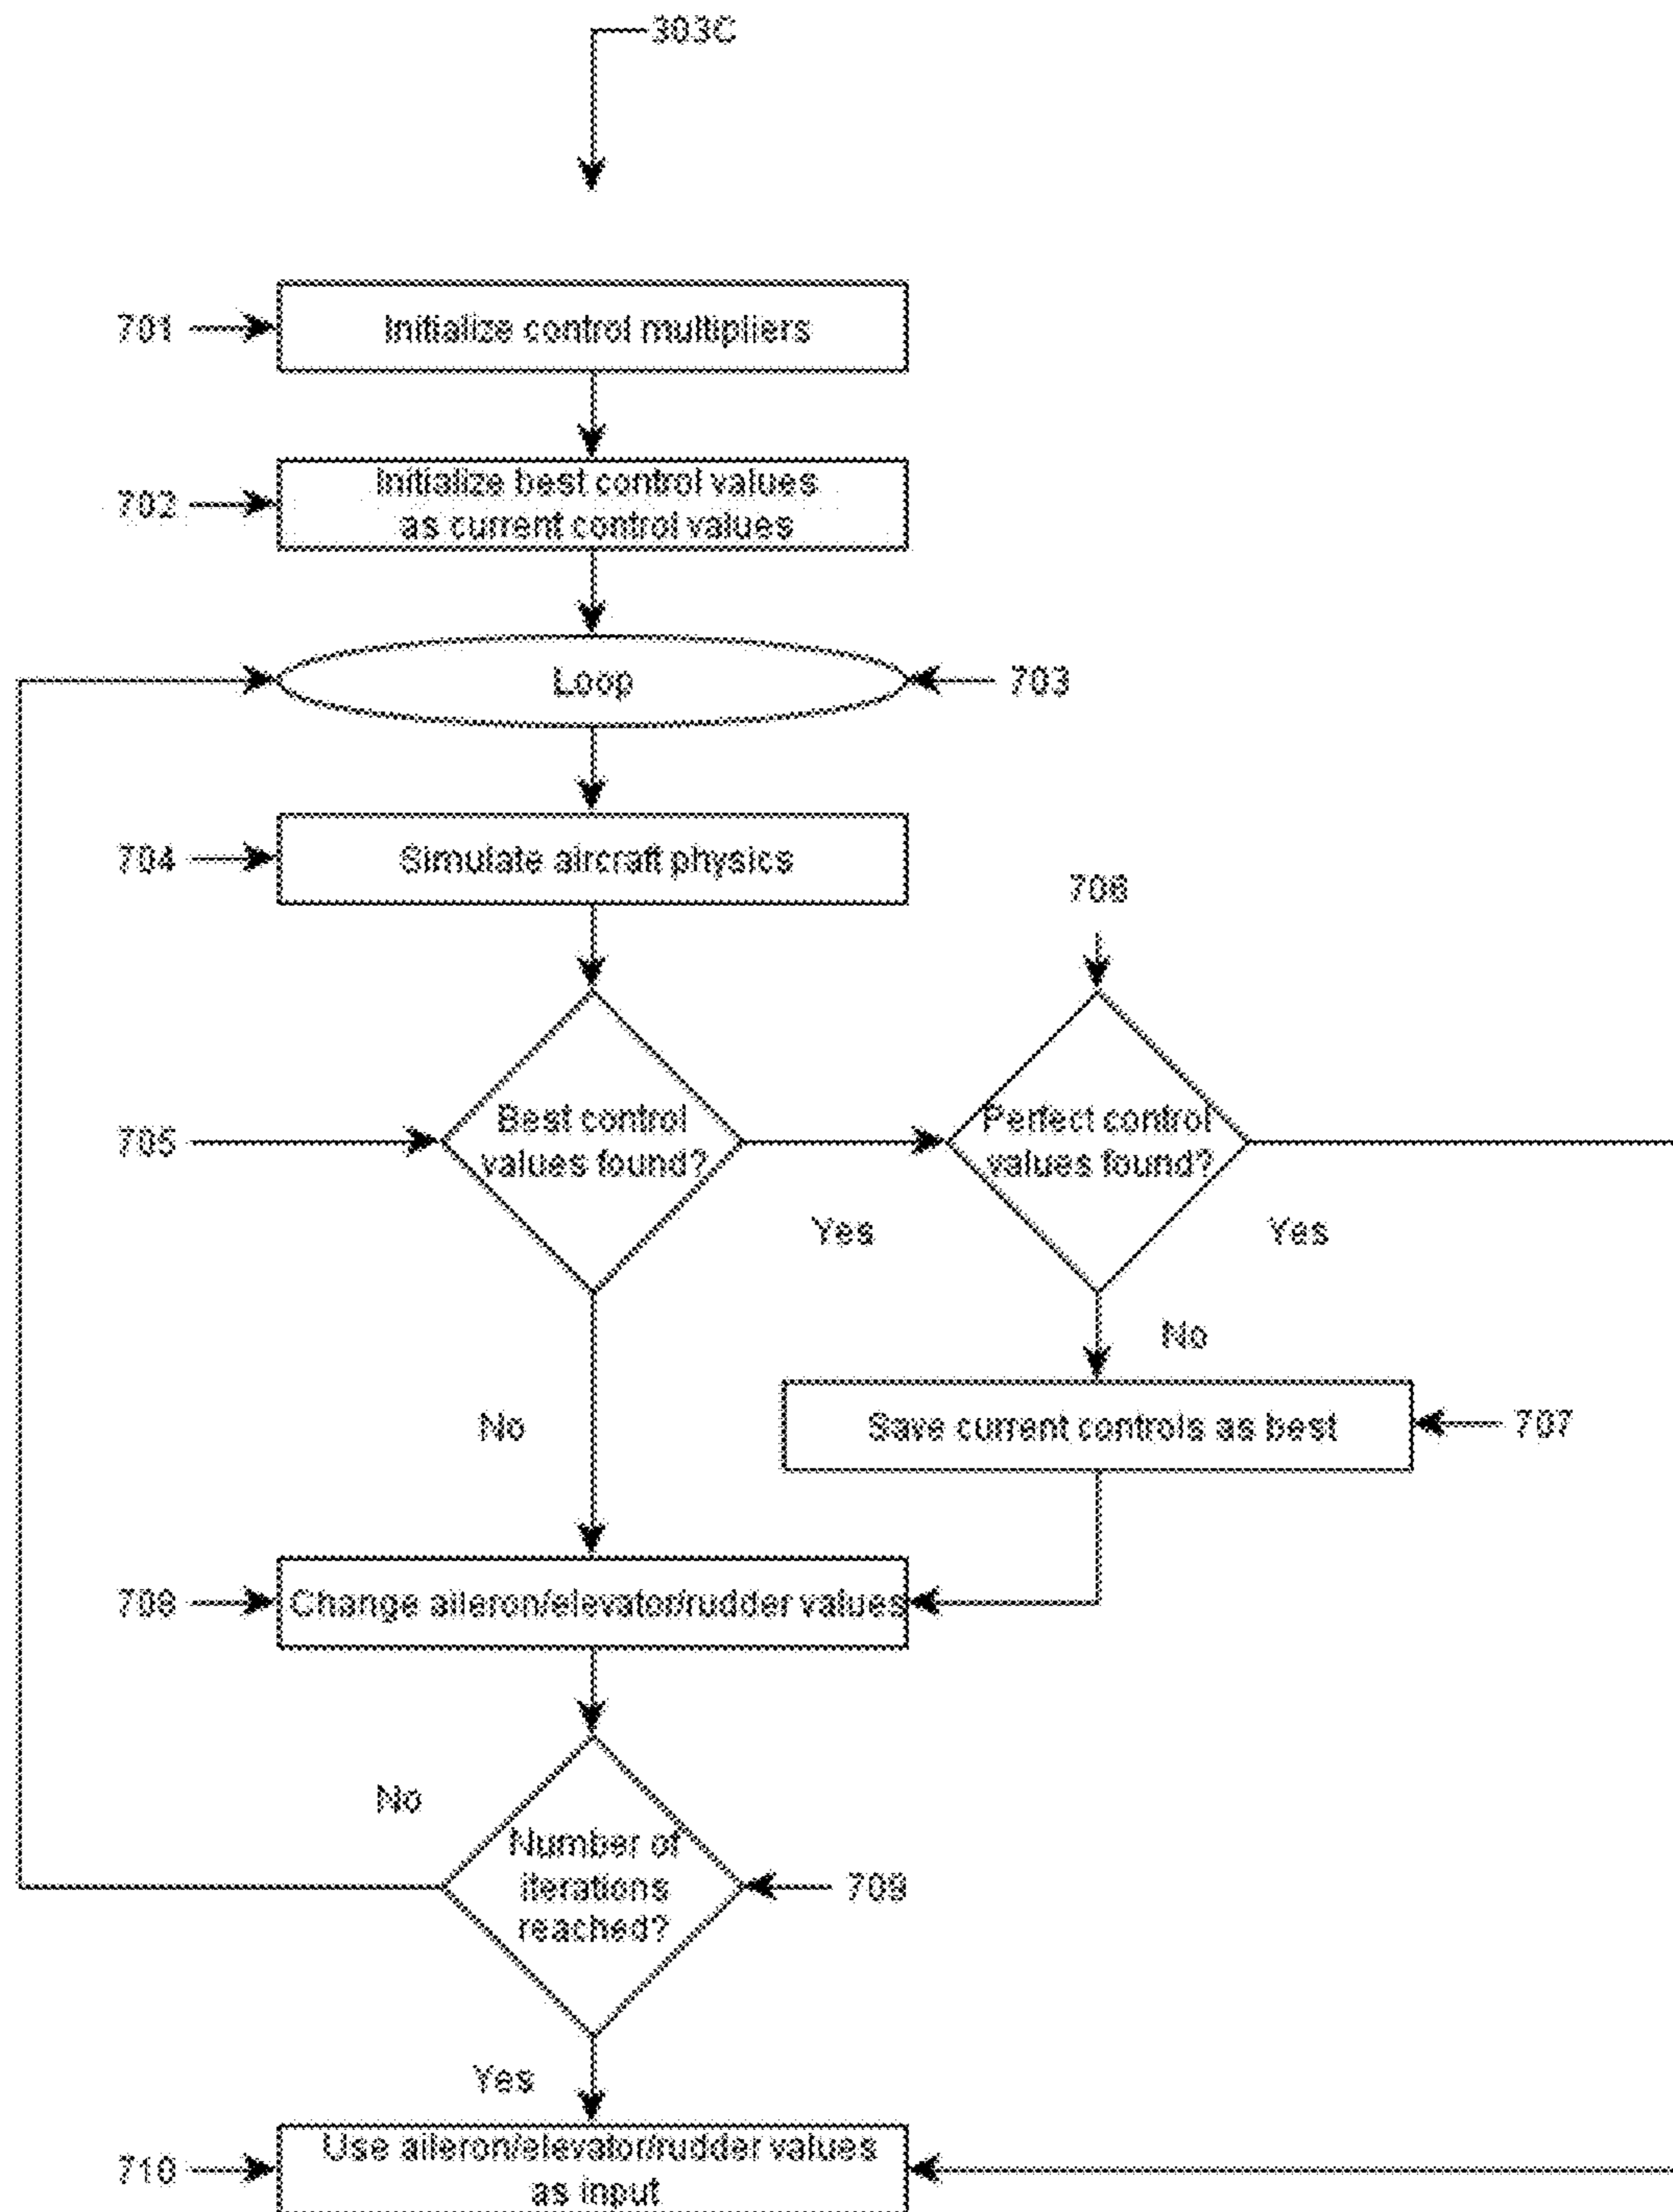 303C
701
Initialize control multipliers
702
Initialize best control values
as current control values
Loop
703
704
Simulate aircraft physics
706
705
Best control
values found?
Perfect control
values found?
Yes
Yes
No
No
Save current controls as best
707
708
Change aileron/elevator/rudder values
No
Number of
iterations
reached?
709
Yes
710
Use aileron/elevator/rudder values
as input